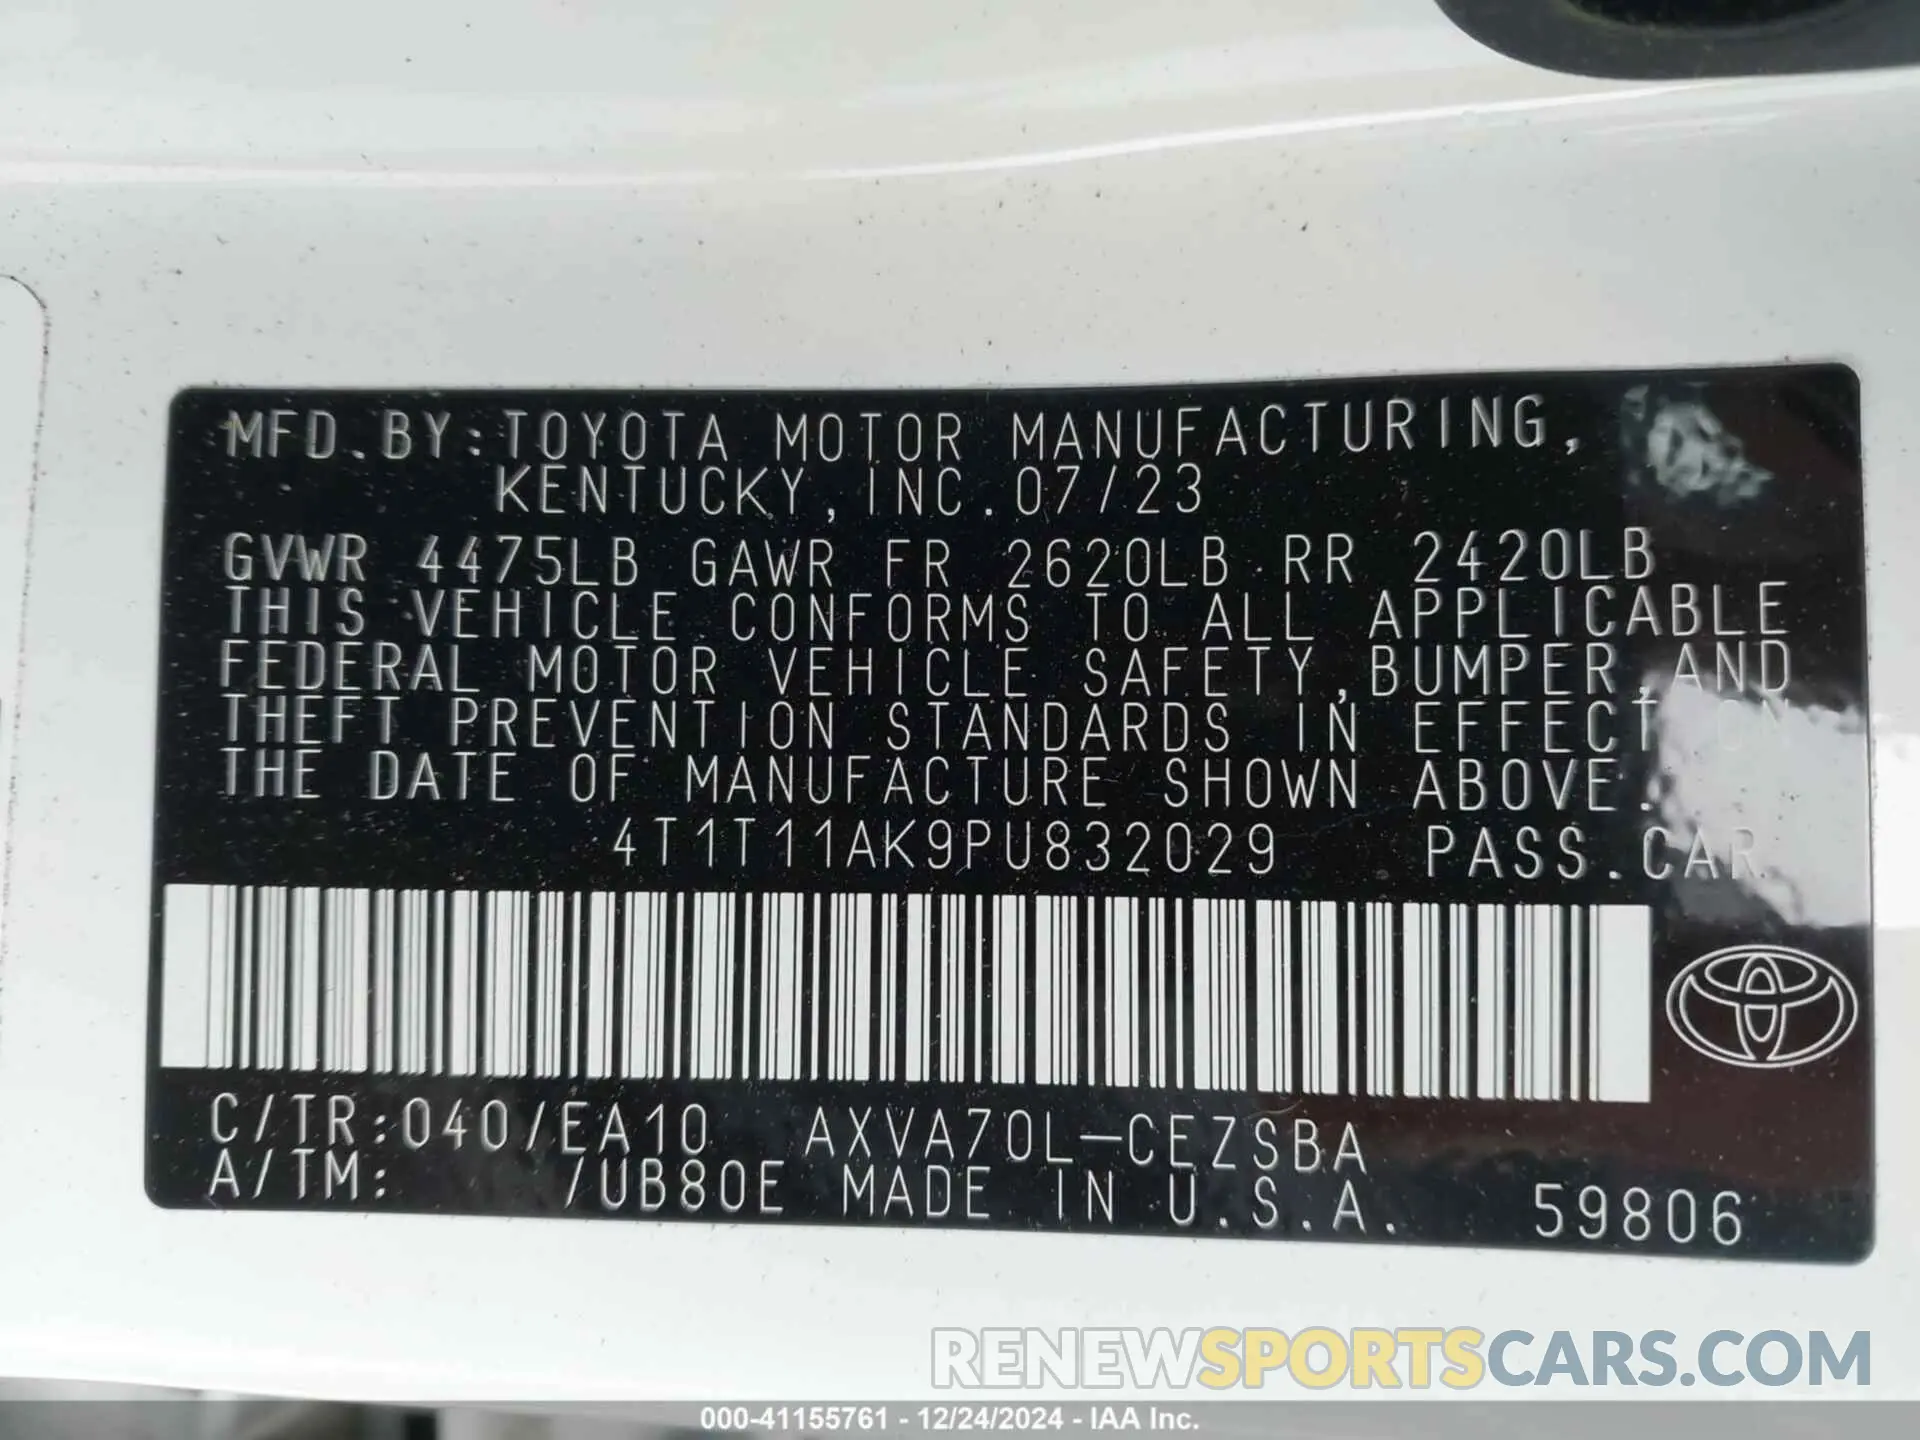 MFD.BY:TOYOTA MOTOR MANUFACTURING,
KENTUCKY, INC.07/23
GVWR 4475LB GAWR FR 2620LB RR 2420LB
THIS VEHICLE CONFORMS TO ALL APPLICABLE
FEDERAL MOTOR VEHICLE SAFETY,BUMPER,AND
THEFT PREVENTION STANDARDS IN EFFECT ON
THE DATE OF MANUFACTURE SHOWN ABOVE.
4T1T11AK9PU832029 PASS.CAR
C/TR:040/EA10 AXVA70L-CEZSBA
A/TM: /UB80E MADE IN U.S.A. 59806
RENEWSPORTSCARS.COM
000-41155761 - 12/24/2024 - IAA Inc.